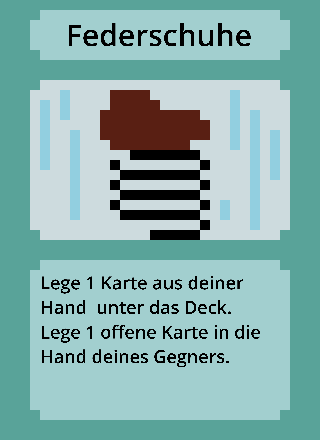 Federschuhe
Lege 1 Karte aus deiner
Hand  unter das Deck.
Lege 1 offene Karte in die
Hand deines Gegners.